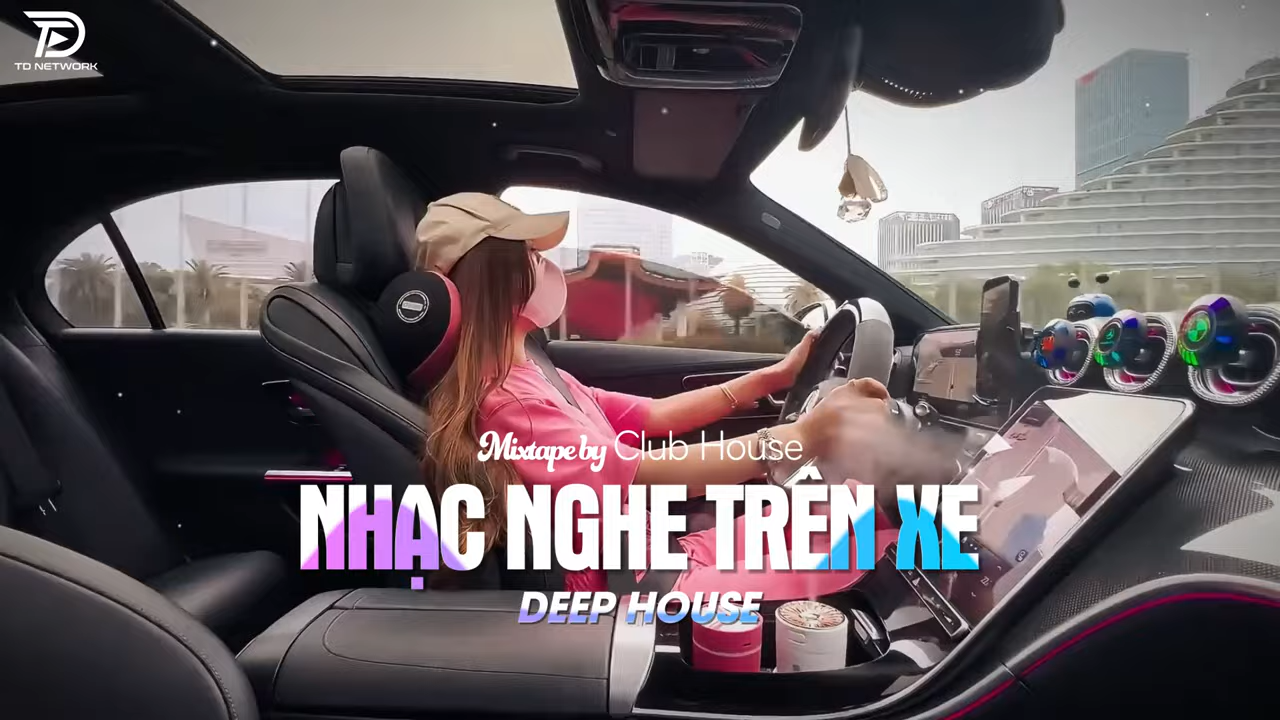 TD NETWORK
Mixtape by Club House
NHẠC NGHE TRÊN XE
DEEP HOUSE